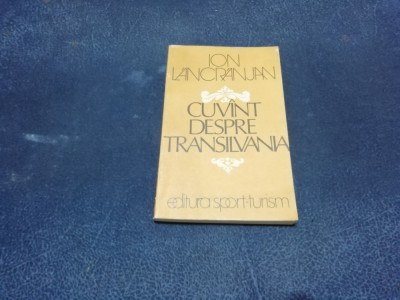 ION
LĂNCRĂNJAN
CUVÎNT
DESPRE
TRANSILVANIA
editura sport-turism